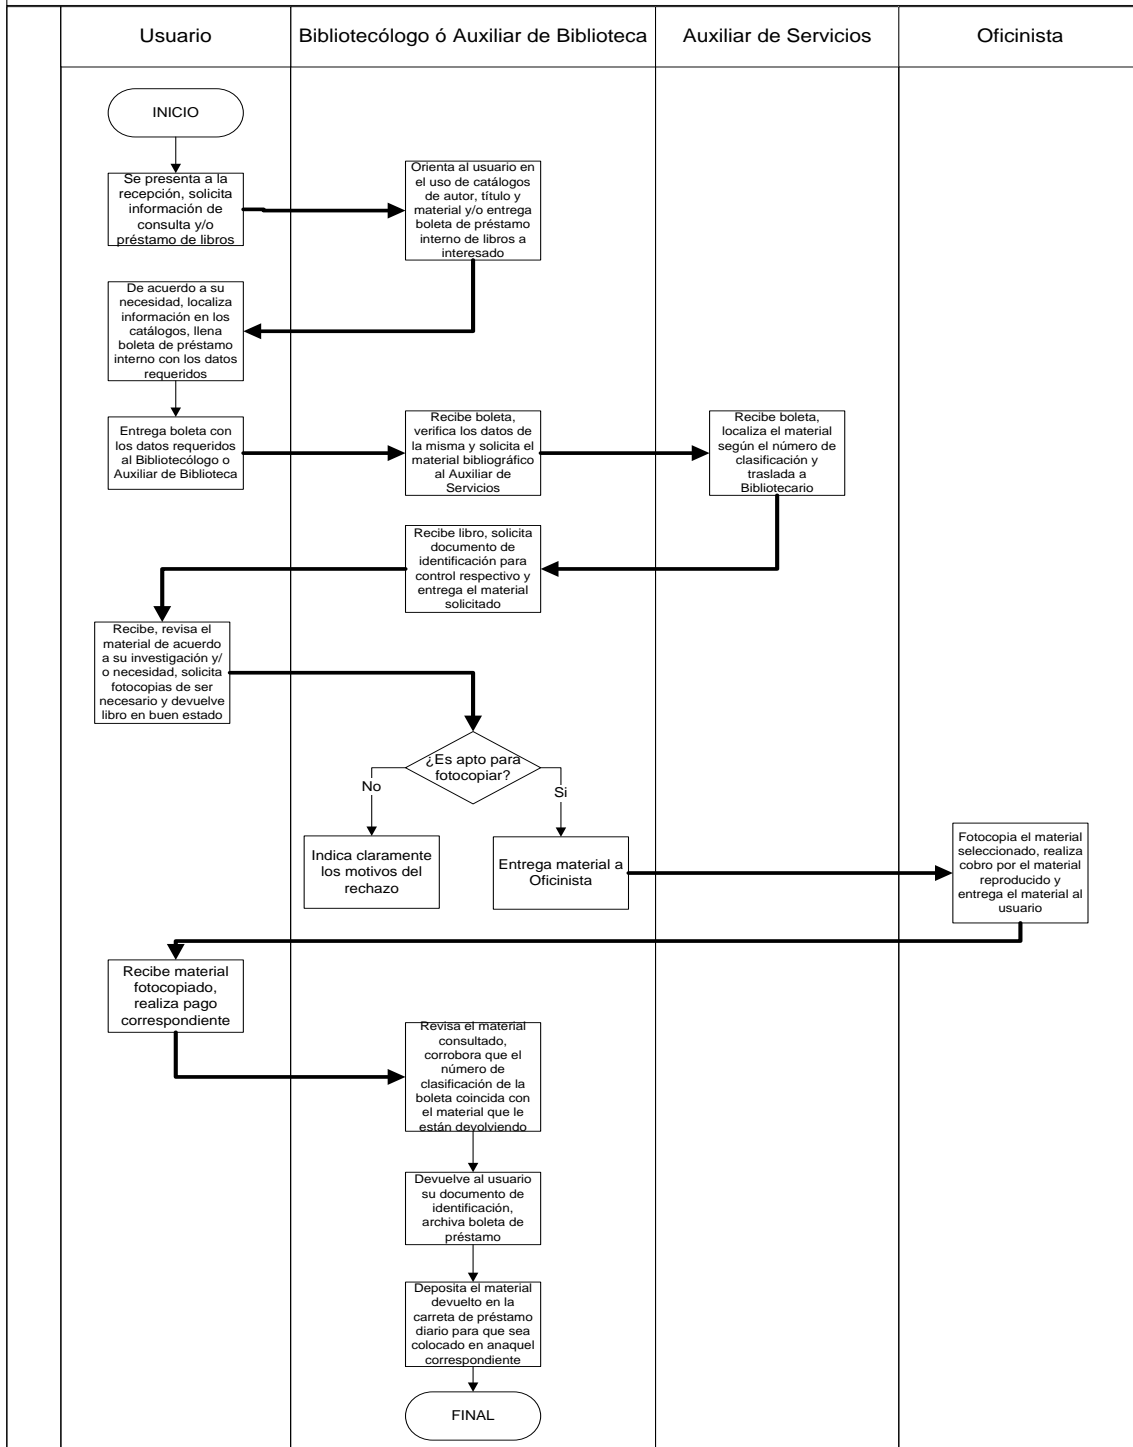 Usuario
Bibliotecólogo ó Auxiliar de Biblioteca
Auxiliar de Servicios
Oficinista
INICIO
Se presenta a la
recepción, solicita
información de
consulta y/o
préstamo de libros
Orienta al usuario en
el uso de catálogos
de autor, título y
material y/o entrega
boleta de préstamo
interno de libros a
interesado
De acuerdo a su
necesidad, localiza
información en los
catálogos, llena
boleta de préstamo
interno con los datos
requeridos
Entrega boleta con
los datos requeridos
al Bibliotecólogo o
Auxiliar de Biblioteca
Recibe boleta,
verifica los datos de
la misma y solicita el
material bibliográfico
al Auxiliar de
Servicios
Recibe boleta,
localiza el material
según el número de
clasificación y
traslada a
Bibliotecario
Recibe libro, solicita
documento de
identificación para
control respectivo y
entrega el material
solicitado
Recibe, revisa el
material de acuerdo
a su investigación y/
o necesidad, solicita
fotocopias de ser
necesario y devuelve
libro en buen estado
¿Es apto para
fotocopiar?
No
Si
Indica claramente
los motivos del
rechazo
Entrega material a
Oficinista
Fotocopia el material
seleccionado, realiza
cobro por el material
reproducido y
entrega el material al
usuario
Recibe material
fotocopiado,
realiza pago
correspondiente
Revisa el material
consultado,
corrobora que el
número de
clasificación de la
boleta coincida con
el material que le
están devolviendo
Devuelve al usuario
su documento de
identificación,
archiva boleta de
préstamo
Deposita el material
devuelto en la
carreta de préstamo
diario para que sea
colocado en anaquel
correspondiente
FINAL